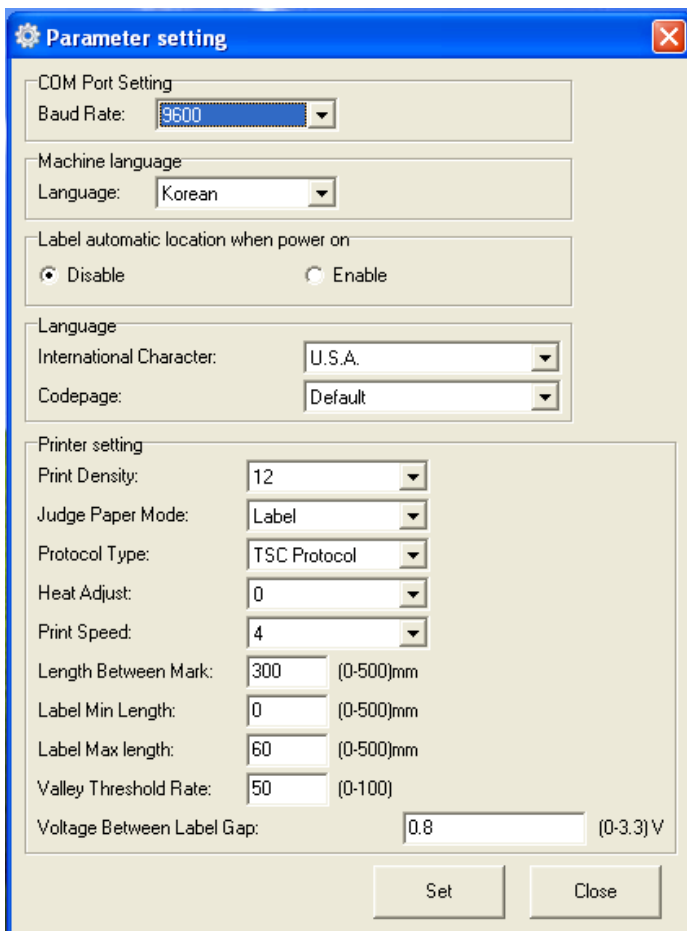 Parameter setting
COM Port Setting
Baud Rate: 9600
Machine language
Language: Korean
Label automatic location when power on
Disable Enable
Language
International Character: U.S.A.
Codepage: Default
Printer setting
Print Density: 12
Judge Paper Mode: Label
Protocol Type: TSC Protocol
Heat Adjust: 0
Print Speed: 4
Length Between Mark: 300 (0-500)mm
Label Min Length: 0 (0-500)mm
Label Max length: 60 (0-500)mm
Valley Threshold Rate: 50 (0-100)
Voltage Between Label Gap: 0.8 (0-3.3) V
Set Close